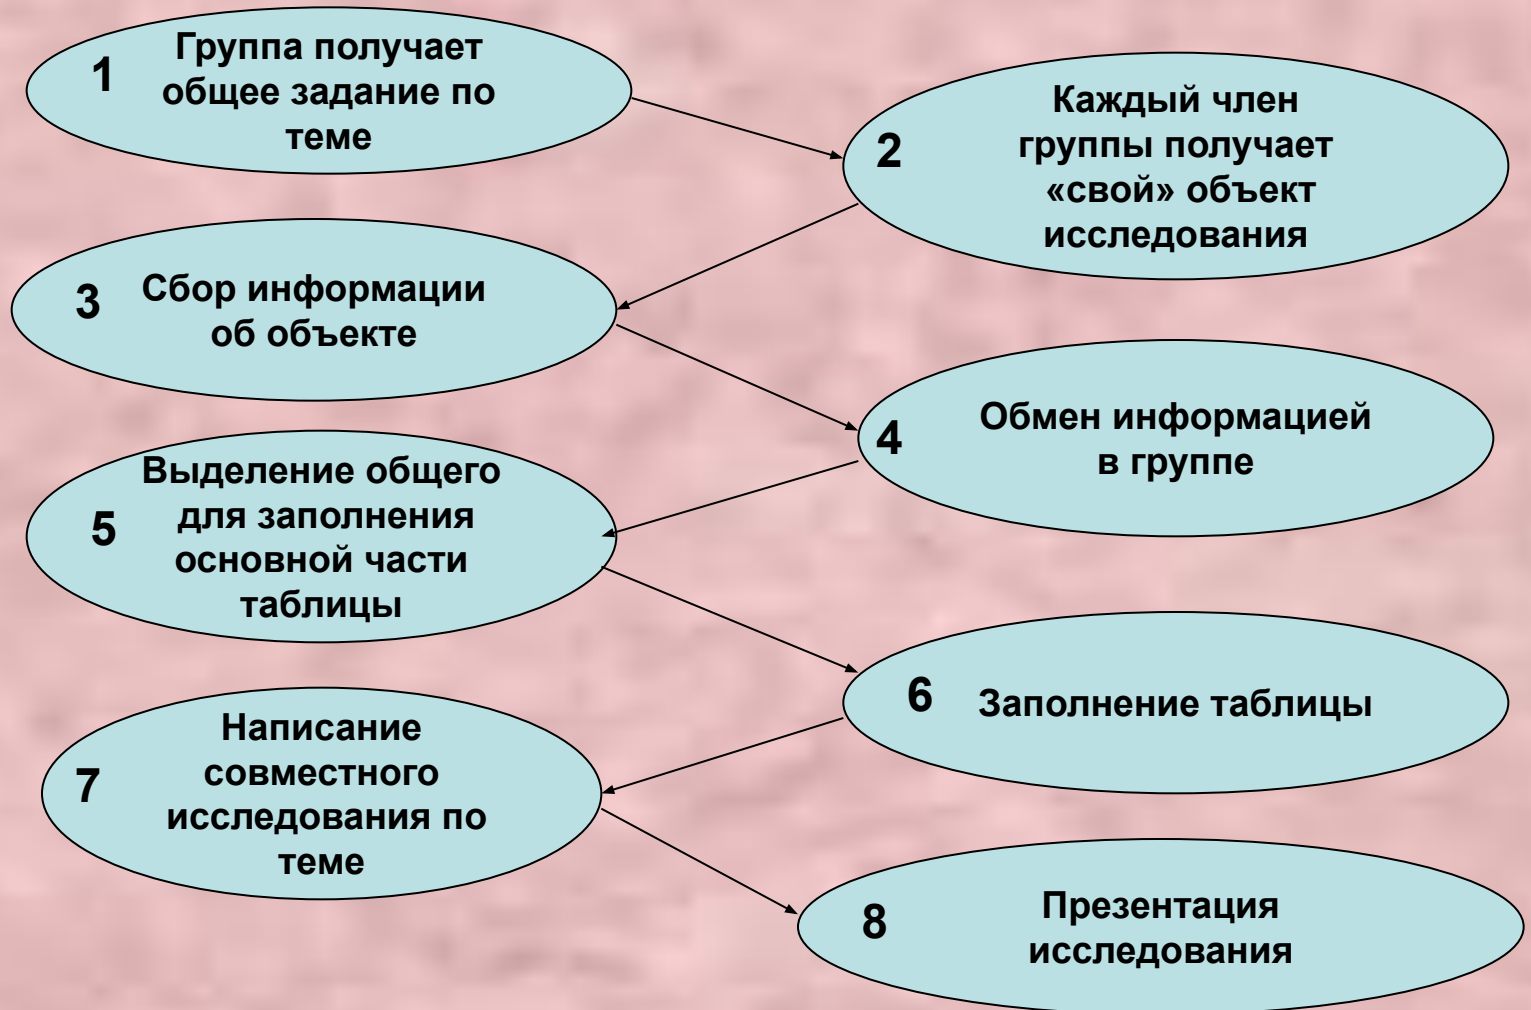 1
Группа получает
общее задание по
теме
2
Каждый член
группы получает
«свой» объект
исследования
3
Сбор информации
об объекте
4
Обмен информацией
в группе
5
Выделение общего
для заполнения
основной части
таблицы
6
Заполнение таблицы
7
Написание
совместного
исследования по
теме
8
Презентация
исследования